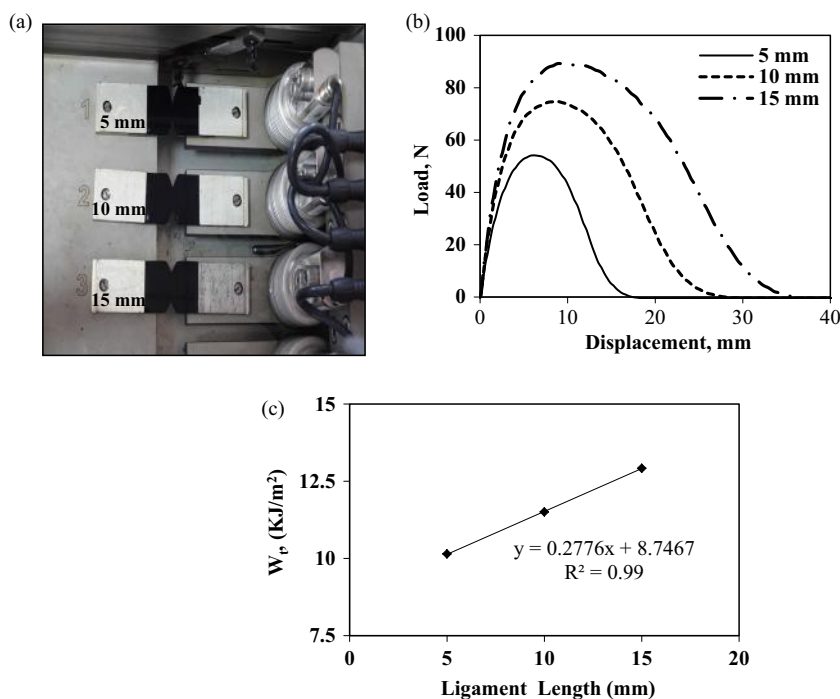 (a)
1
5 mm
2
10 mm
3
15 mm
(b)
100
80
60
40
20
0
Load, N
0 10 20 30 40
Displacement, mm
5 mm
10 mm
15 mm
(c)
15
12.5
10
7.5
Wₜ, (KJ/m²)
y = 0.2776x + 8.7467
R² = 0.99
0 5 10 15 20
Ligament Length (mm)